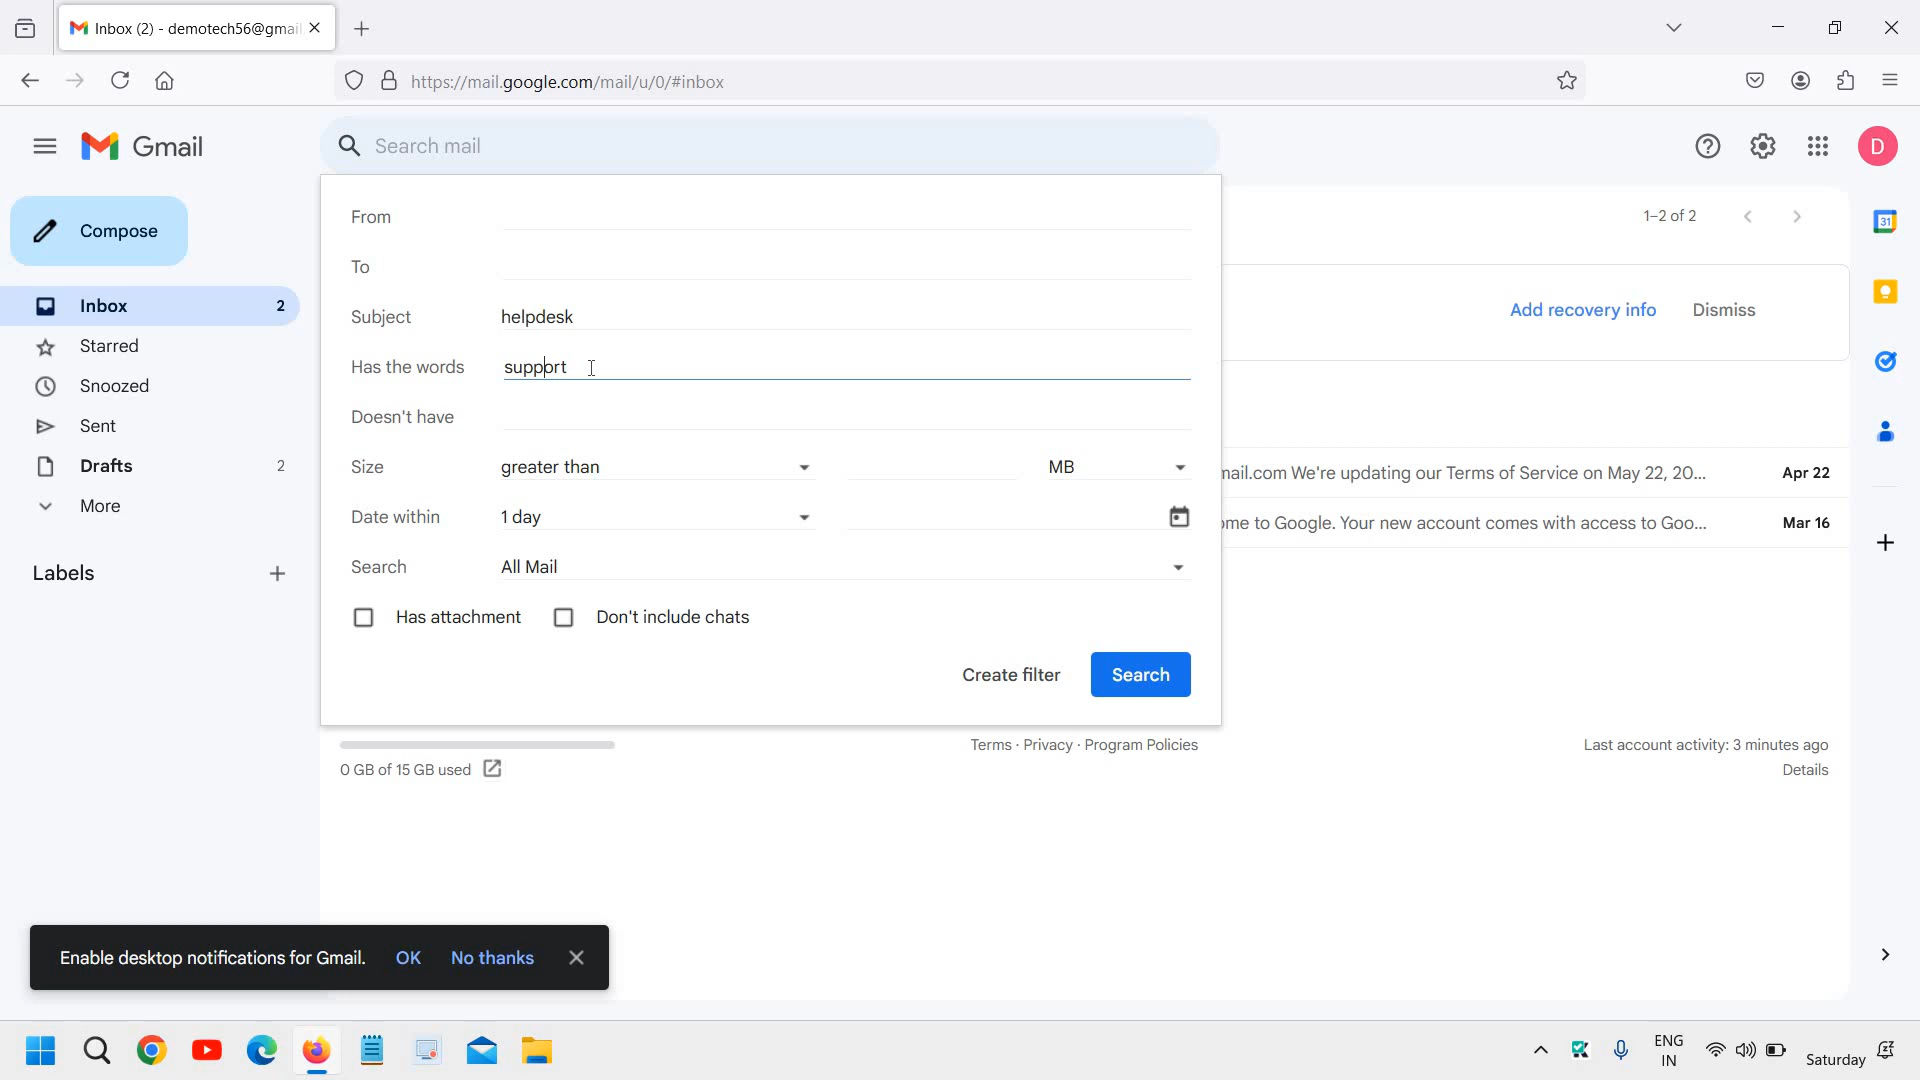 Inbox (2) - demotech56@gmail
https://mail.google.com/mail/u/0/#inbox
Gmail
Search mail
D
Compose
From
1–2 of 2
31
To
Inbox 2
Subject helpdesk
Add recovery info Dismiss
Starred
Has the words support
Snoozed
Doesn't have
Sent
Drafts 2
Size greater than MB
mail.com We're updating our Terms of Service on May 22, 20... Apr 22
More
Date within 1 day
ome to Google. Your new account comes with access to Goo... Mar 16
Labels
Search All Mail
Has attachment Don't include chats
Create filter Search
Terms · Privacy · Program Policies
Last account activity: 3 minutes ago
0 GB of 15 GB used
Details
Enable desktop notifications for Gmail. OK No thanks
ENG
IN
Saturday